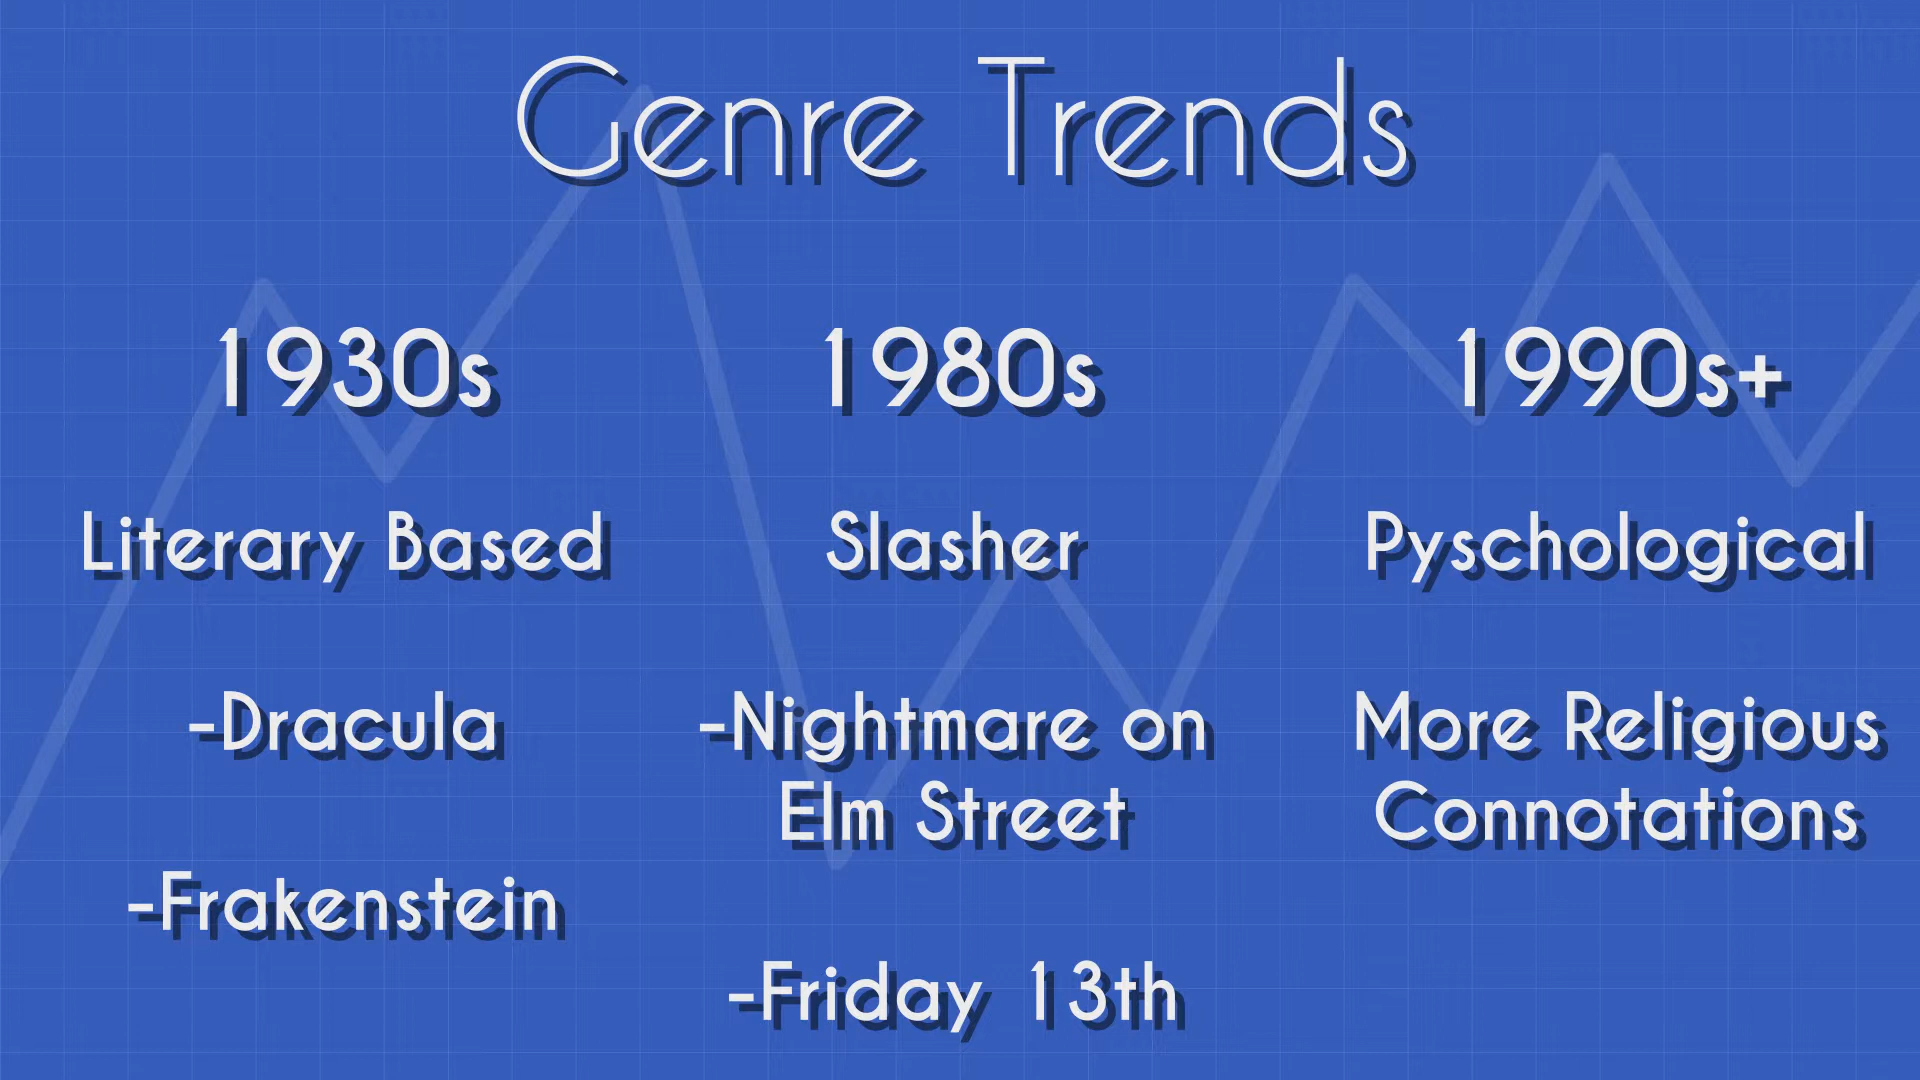 Genre Trends
1930s
Literary Based
-Dracula
-Frakenstein
1980s
Slasher
-Nightmare on
Elm Street
-Friday 13th
1990s+
Pyschological
More Religious
Connotations